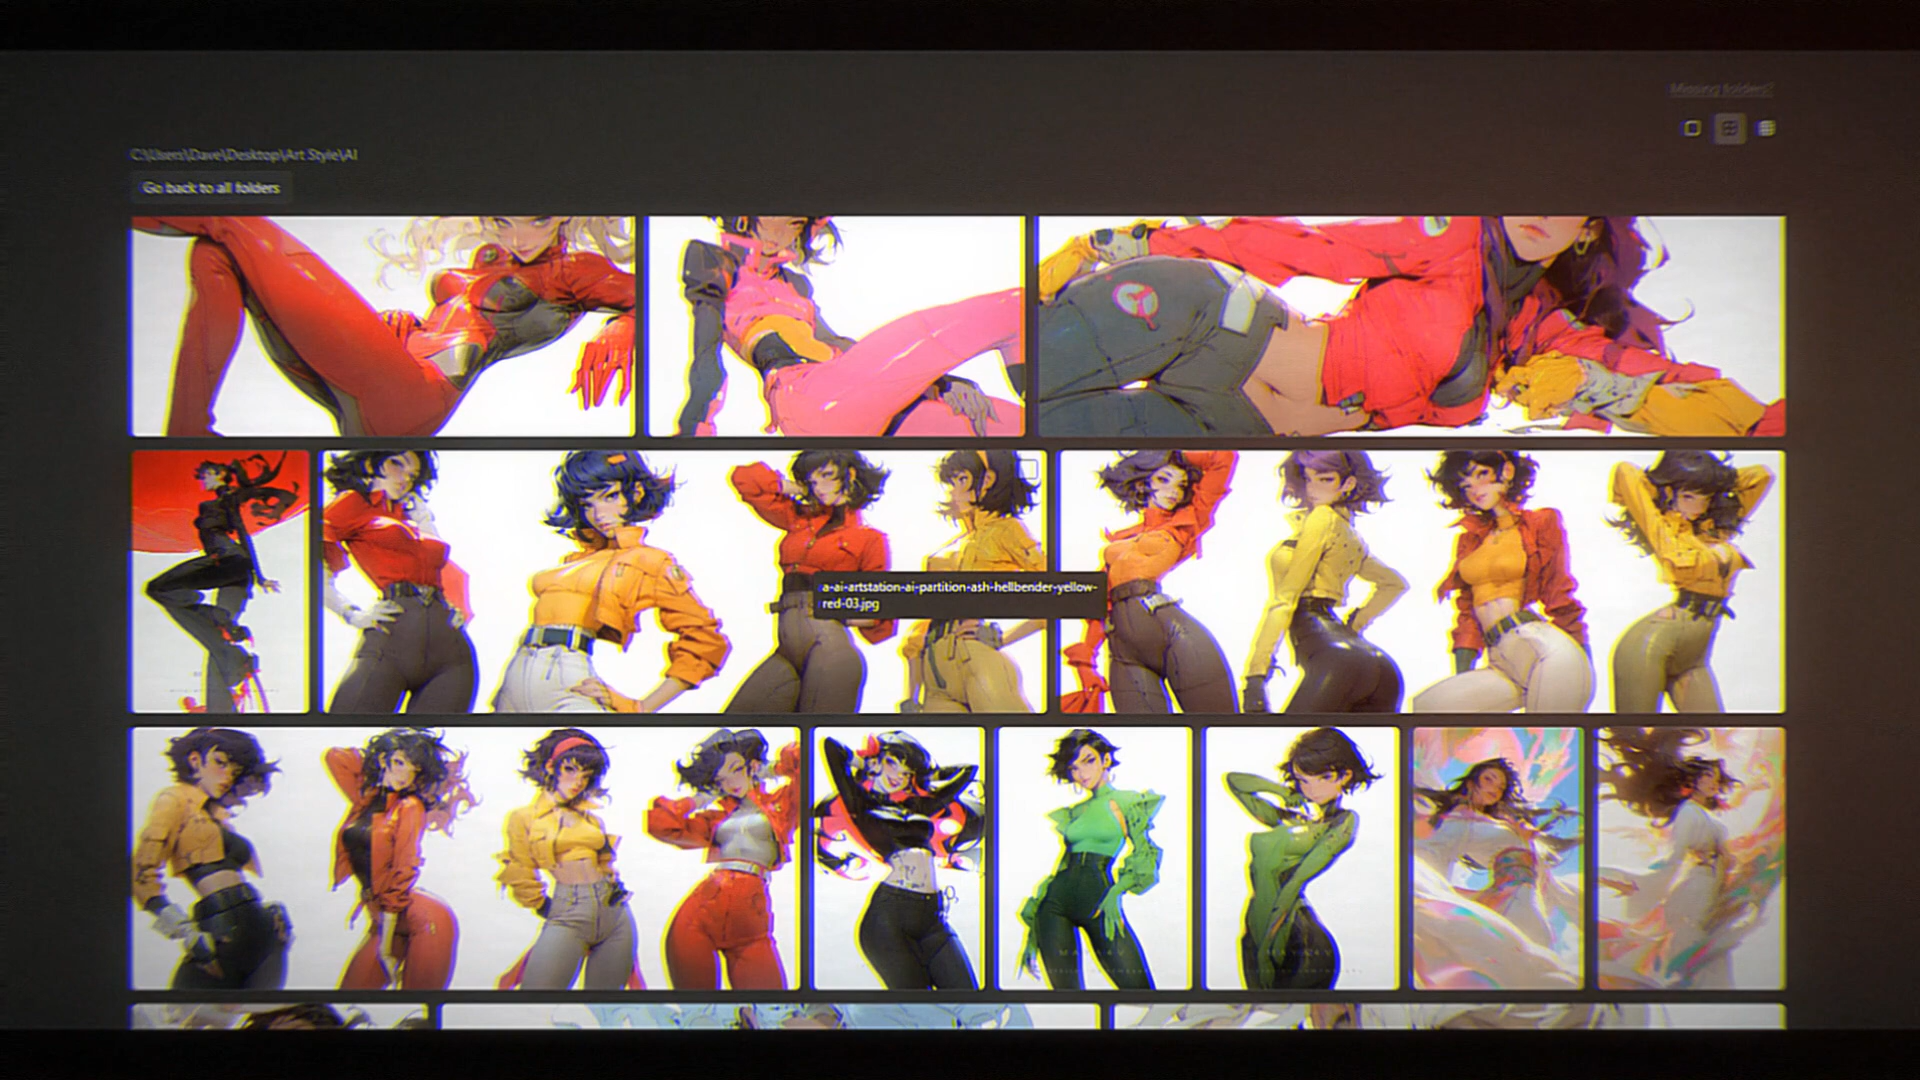 Missing folders?
C:\Users\Dave\Desktop\Art Style\AI
Go back to all folders
a-ai-artstation-ai-partition-ash-hellbender-yellow-
red-03.jpg